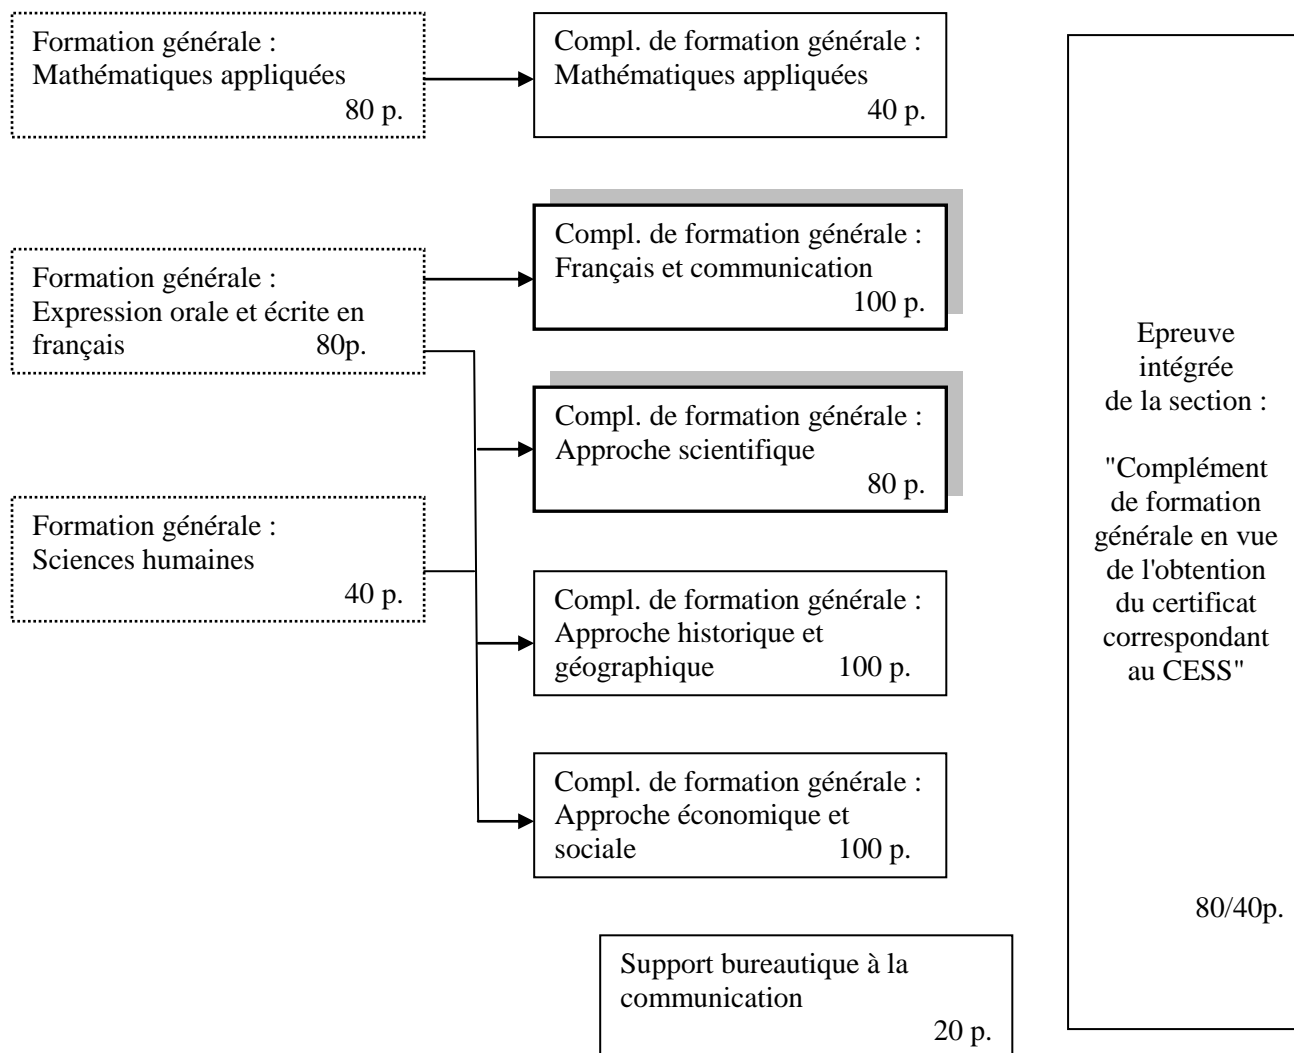 Formation générale :
Mathématiques appliquées
80 p.
Compl. de formation générale :
Mathématiques appliquées
40 p.
Formation générale :
Expression orale et écrite en
français 80p.
Compl. de formation générale :
Français et communication
100 p.
Compl. de formation générale :
Approche scientifique
80 p.
Formation générale :
Sciences humaines
40 p.
Compl. de formation générale :
Approche historique et
géographique 100 p.
Compl. de formation générale :
Approche économique et
sociale 100 p.
Support bureautique à la
communication
20 p.
Epreuve
intégrée
de la section :
"Complément
de formation
générale en vue
de l'obtention
du certificat
correspondant
au CESS"
80/40p.